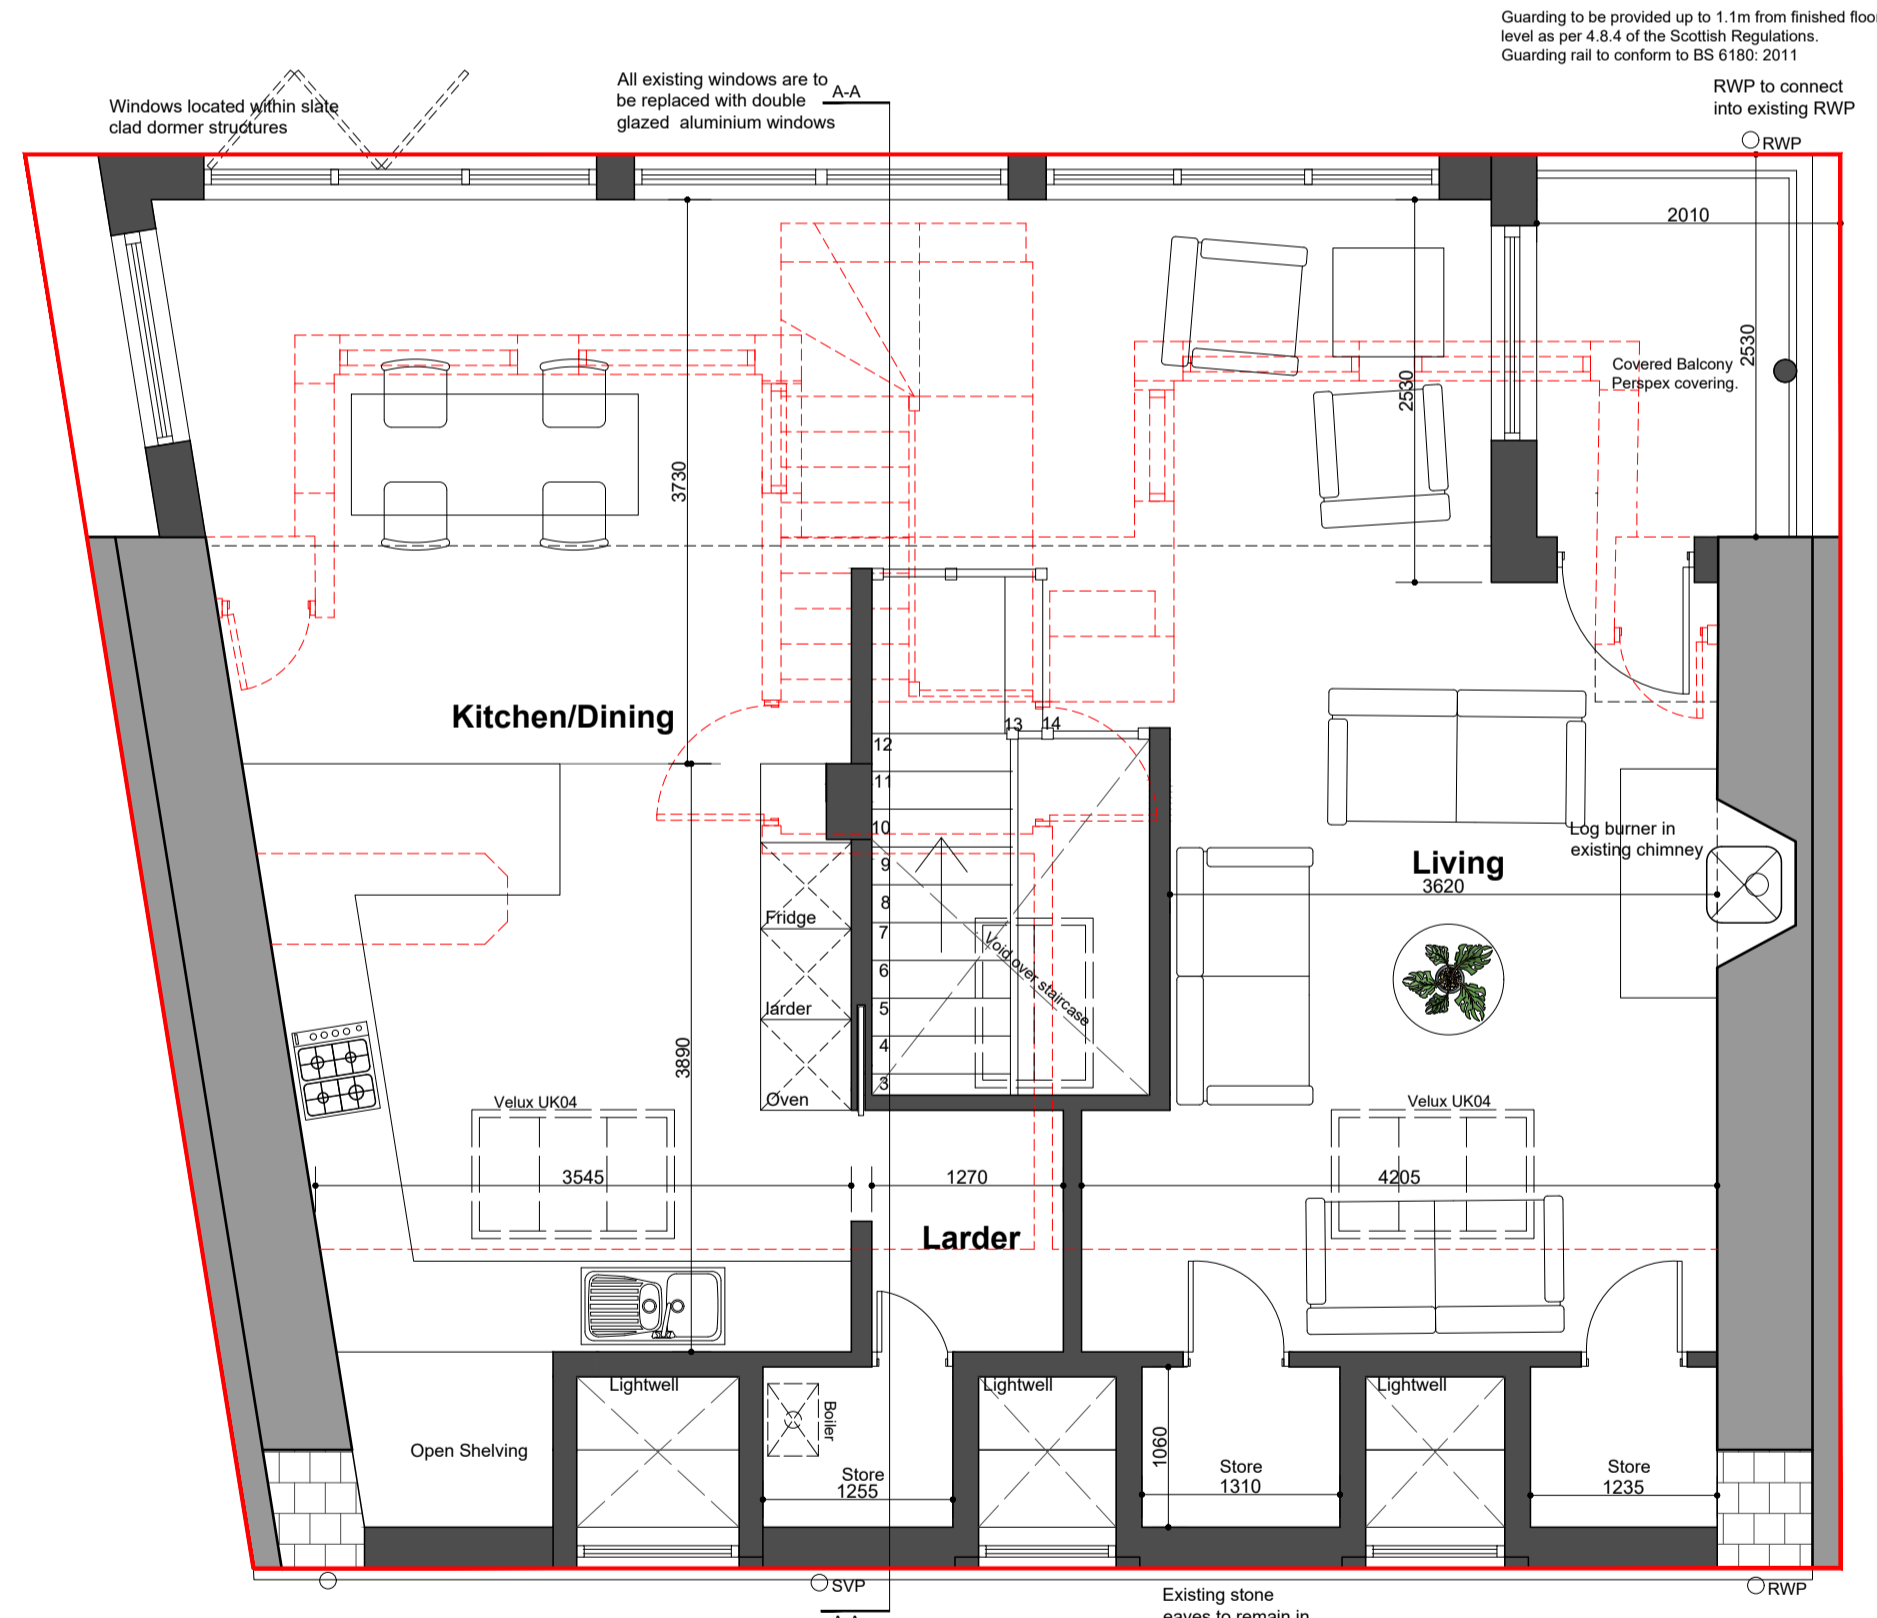 Guarding to be provided up to 1.1m from finished floor
level as per 4.8.4 of the Scottish Regulations.
Guarding rail to conform to BS 6180: 2011
RWP to connect
into existing RWP
RWP
Windows located within slate
clad dormer structures
All existing windows are to
be replaced with double
glazed aluminium windows
A-A
2010
2530
Covered Balcony
Perspex covering.
2530
3730
Kitchen/Dining
13 14
12
11
10
9
8
7
6
5
4
3
Void over staircase
Fridge
larder
Oven
Log burner in
existing chimney
Living
3620
3890
Velux UK04
Velux UK04
3545
1270
4205
Larder
Lightwell
Lightwell
Lightwell
Boiler
Open Shelving
Store
1255
1060
Store
1310
Store
1235
SVP
RWP
A-A
Existing stone
eaves to remain in